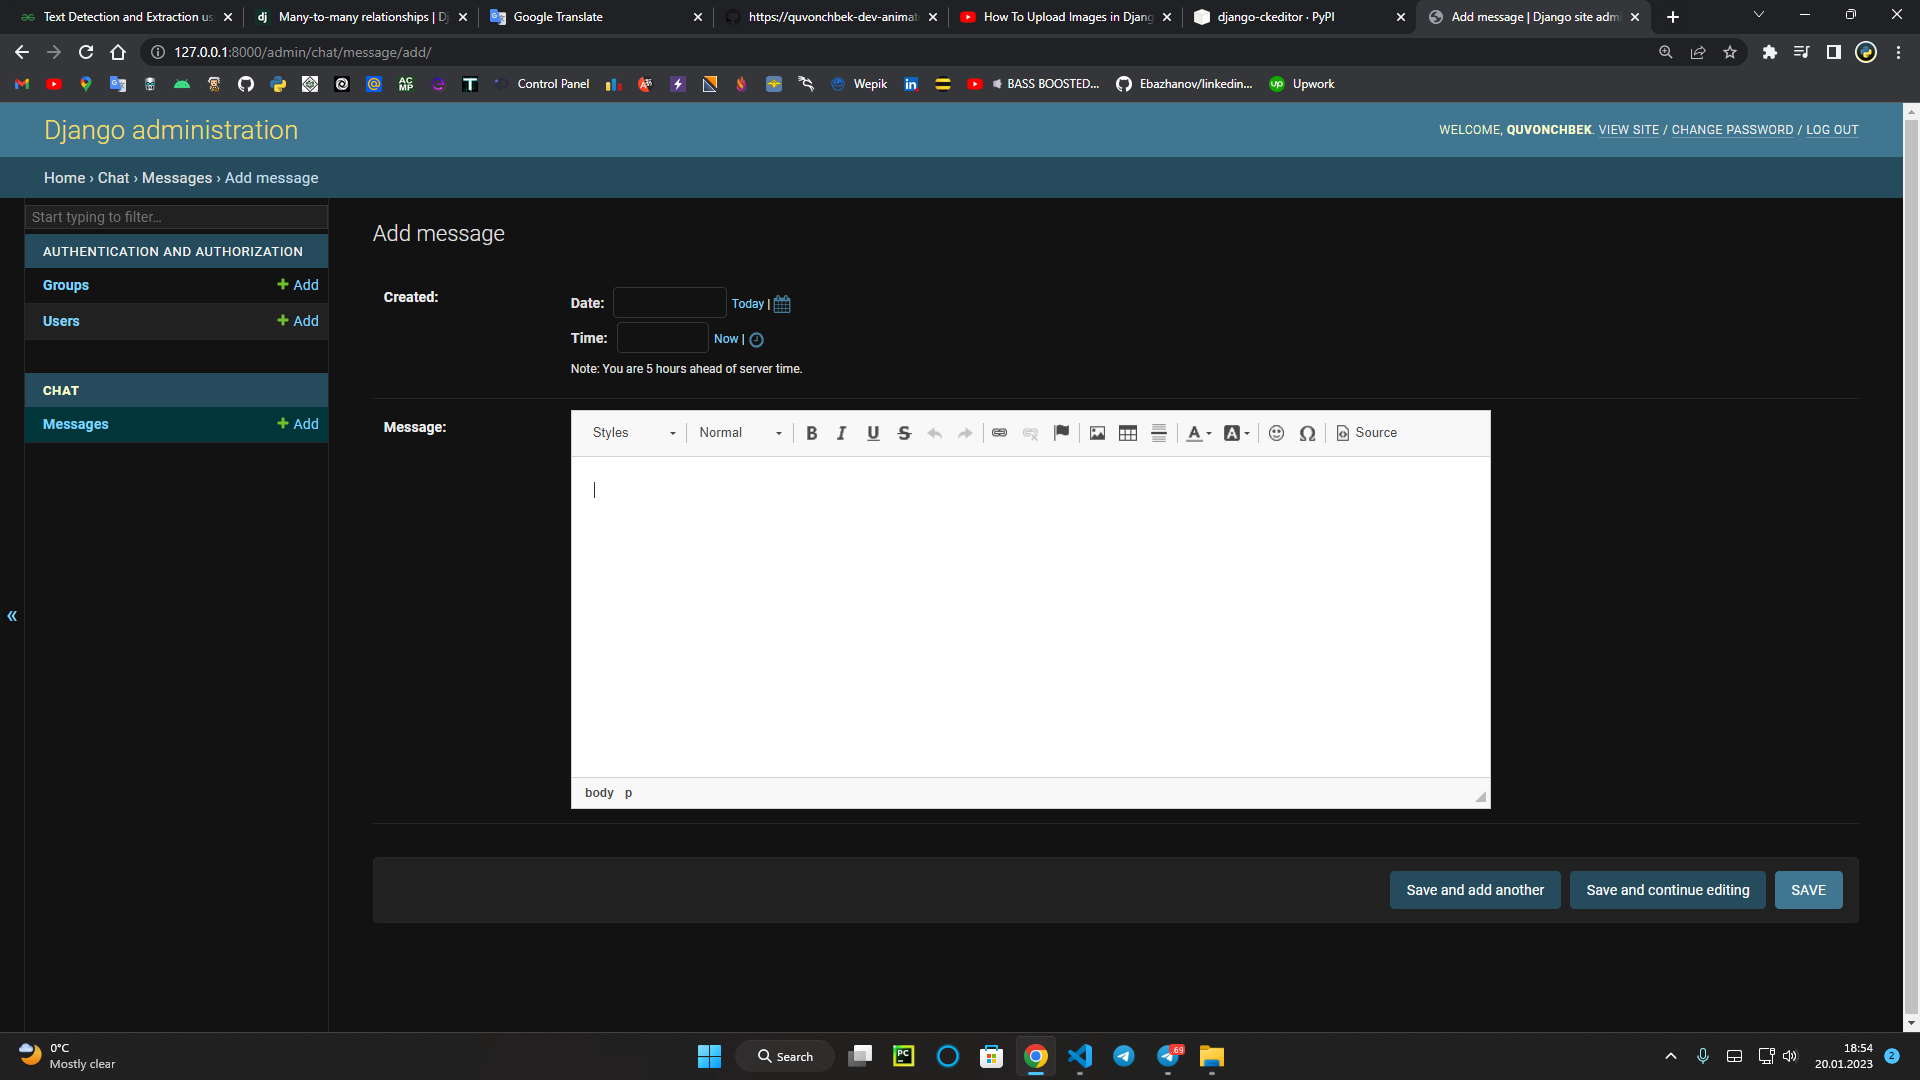 Text Detection and Extraction us
Many-to-many relationships | Dj
Google Translate
https://quvonchbek-dev-animat
How To Upload Images in Djang
django-ckeditor · PyPI
Add message | Django site adm
127.0.0.1:8000/admin/chat/message/add/
AC MP
Control Panel
Wepik
BASS BOOSTED...
Ebazhanov/linkedin...
Upwork
Django administration
WELCOME, QUVONCHBEK. VIEW SITE / CHANGE PASSWORD / LOG OUT
Home › Chat › Messages › Add message
Start typing to filter...
AUTHENTICATION AND AUTHORIZATION
Groups
Add
Users
Add
CHAT
Messages
Add
Add message
Created:
Date:
Today |
Time:
Now |
Note: You are 5 hours ahead of server time.
Message:
Styles
Normal
B I U S
A
A
Ω
Source
body p
Save and add another
Save and continue editing
SAVE
0°C
Mostly clear
Search
PC
69
18:54
20.01.2023
2